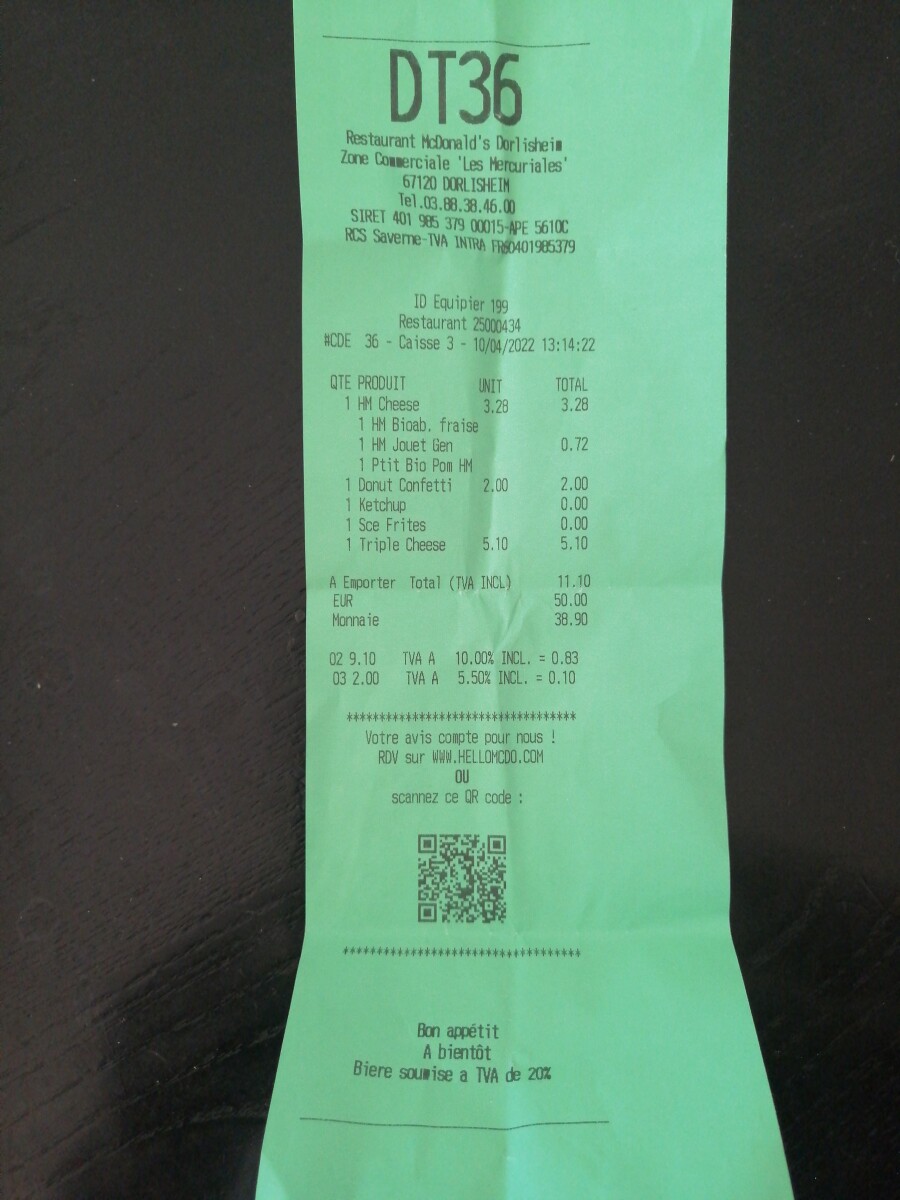 DT36
Restaurant McDonald's Dorlisheim
Zone Commerciale 'Les Mercuriales'
67120 DORLISHEIM
Tel.03.88.38.46.00
SIRET 401 985 379 00015-APE 5610C
RCS Saverne-TVA INTRA FR60401985379
ID Equipier 199
Restaurant 25000434
#CDE 36 - Caisse 3 - 10/04/2022 13:14:22
QTE PRODUIT UNIT TOTAL
1 HM Cheese 3.28 3.28
1 HM Bioab. fraise
1 HM Jouet Gen 0.72
1 Ptit Bio Pom HM
1 Donut Confetti 2.00 2.00
1 Ketchup 0.00
1 Sce Frites 0.00
1 Triple Cheese 5.10 5.10
A Emporter Total (TVA INCL) 11.10
EUR 50.00
Monnaie 38.90
02 9.10 TVA A 10.00% INCL. = 0.83
03 2.00 TVA A 5.50% INCL. = 0.10
***********************************
Votre avis compte pour nous !
RDV sur WWW.HELLOMCDO.COM
OU
scannez ce QR code :
***********************************
Bon appétit
A bientôt
Biere soumise a TVA de 20%